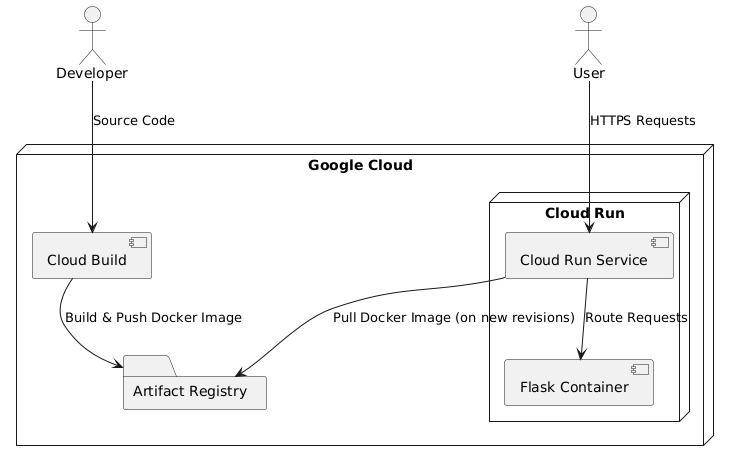 Developer
User
Source Code
HTTPS Requests
Google Cloud
Cloud Run
Cloud Build
Cloud Run Service
Build & Push Docker Image
Pull Docker Image (on new revisions)
Route Requests
Artifact Registry
Flask Container